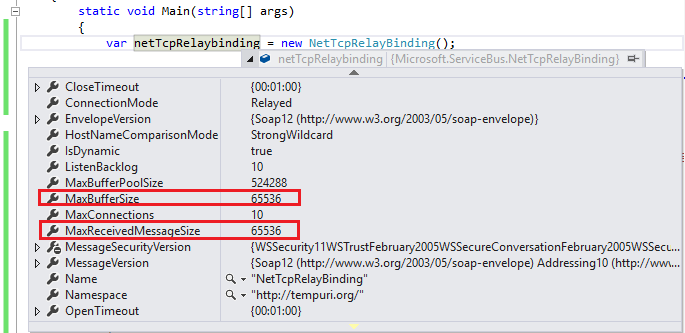 static void Main(string[] args)
{
var netTcpRelaybinding = new NetTcpRelayBinding();
netTcpRelaybinding {Microsoft.ServiceBus.NetTcpRelayBinding}
CloseTimeout {00:01:00}
ConnectionMode Relayed
EnvelopeVersion {Soap12 (http://www.w3.org/2003/05/soap-envelope)}
HostNameComparisonMode StrongWildcard
IsDynamic true
ListenBacklog 10
MaxBufferPoolSize 524288
MaxBufferSize 65536
MaxConnections 10
MaxReceivedMessageSize 65536
MessageSecurityVersion {WSSecurity11WSTrustFebruary2005WSSecureConversationFebruary2005WSSecu...
MessageVersion {Soap12 (http://www.w3.org/2003/05/soap-envelope) Addressing10 (http://ww...
Name "NetTcpRelayBinding"
Namespace "http://tempuri.org/"
OpenTimeout {00:01:00}